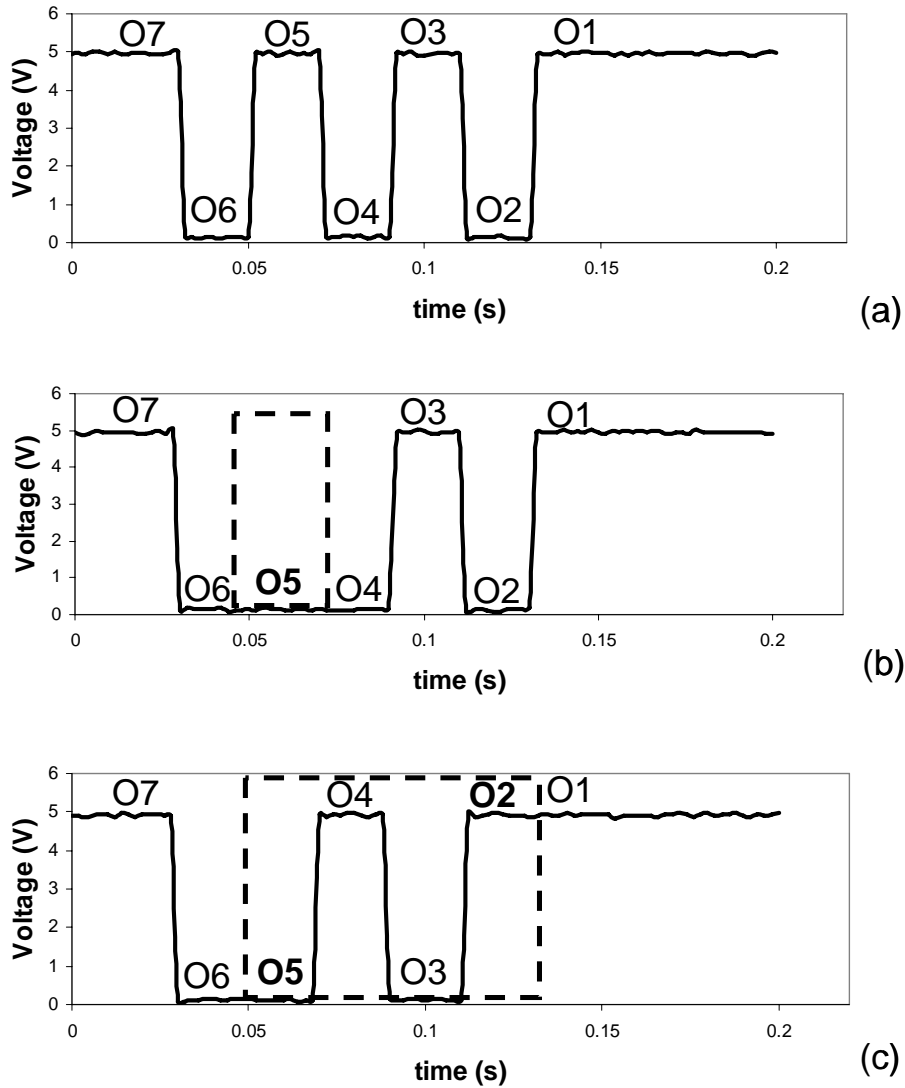 6
O7 O5 O3 O1
5
4
Voltage (V)
3
2
1
O6 O4 O2
0
0 0.05 0.1 0.15 0.2
time (s)
(a)
6
O7 O3 O1
5
4
Voltage (V)
3
2
1
O6 O5 O4 O2
0
0 0.05 0.1 0.15 0.2
time (s)
(b)
6
O7 O4 O2 O1
5
4
Voltage (V)
3
2
1
O6 O5 O3
0
0 0.05 0.1 0.15 0.2
time (s)
(c)